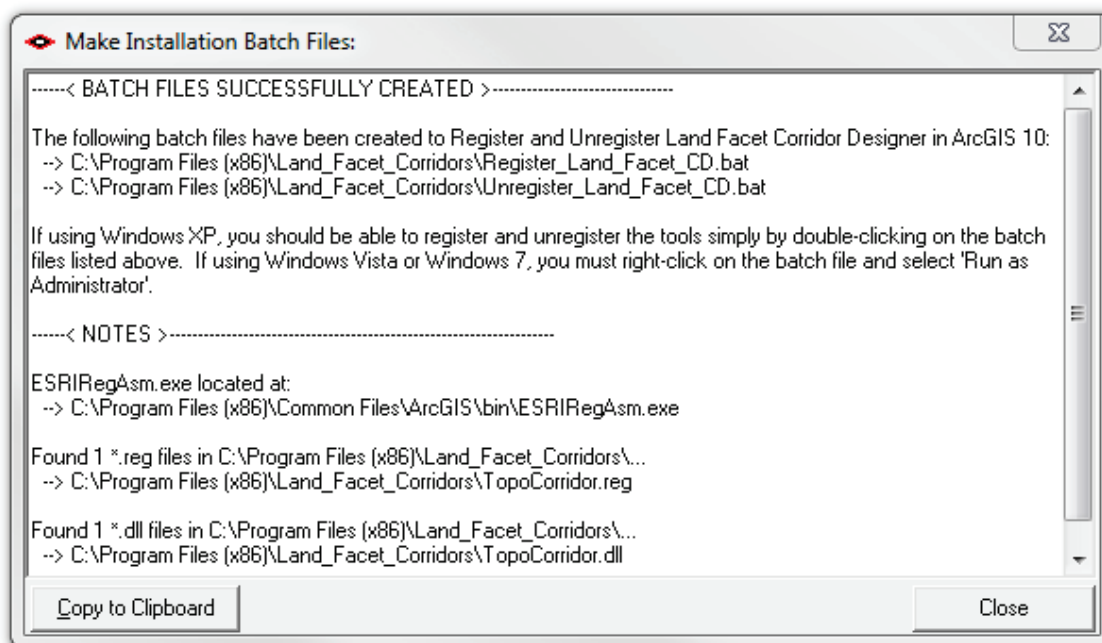 Make Installation Batch Files:
------< BATCH FILES SUCCESSFULLY CREATED >--------------------------------
The following batch files have been created to Register and Unregister Land Facet Corridor Designer in ArcGIS 10:
--> C:\Program Files (x86)\Land_Facet_Corridors\Register_Land_Facet_CD.bat
--> C:\Program Files (x86)\Land_Facet_Corridors\Unregister_Land_Facet_CD.bat
If using Windows XP, you should be able to register and unregister the tools simply by double-clicking on the batch
files listed above.  If using Windows Vista or Windows 7, you must right-click on the batch file and select 'Run as
Administrator'.
------< NOTES >--------------------------------------------------------------------
ESRIRegAsm.exe located at:
--> C:\Program Files (x86)\Common Files\ArcGIS\bin\ESRIRegAsm.exe
Found 1 *.reg files in C:\Program Files (x86)\Land_Facet_Corridors\...
--> C:\Program Files (x86)\Land_Facet_Corridors\TopoCorridor.reg
Found 1 *.dll files in C:\Program Files (x86)\Land_Facet_Corridors\...
--> C:\Program Files (x86)\Land_Facet_Corridors\TopoCorridor.dll
Copy to Clipboard
Close